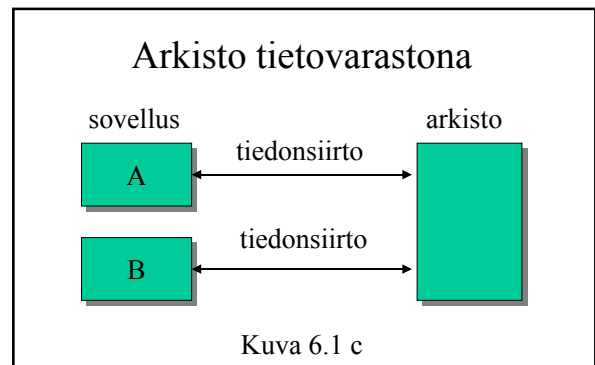 Arkisto tietovarastona
sovellus arkisto
tiedonsiirto
A
tiedonsiirto
B
Kuva 6.1 c